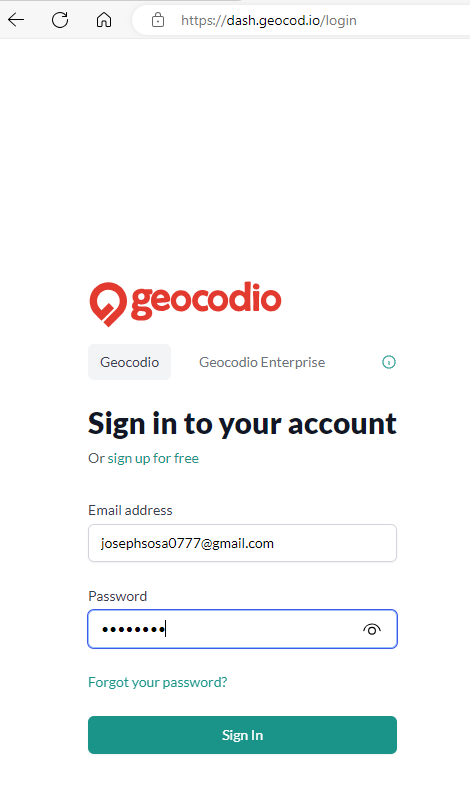 https://dash.geocod.io/login
geocodio
Geocodio Geocodio Enterprise
Sign in to your account
Or sign up for free
Email address
josephsosa0777@gmail.com
Password
••••••••
Forgot your password?
Sign In